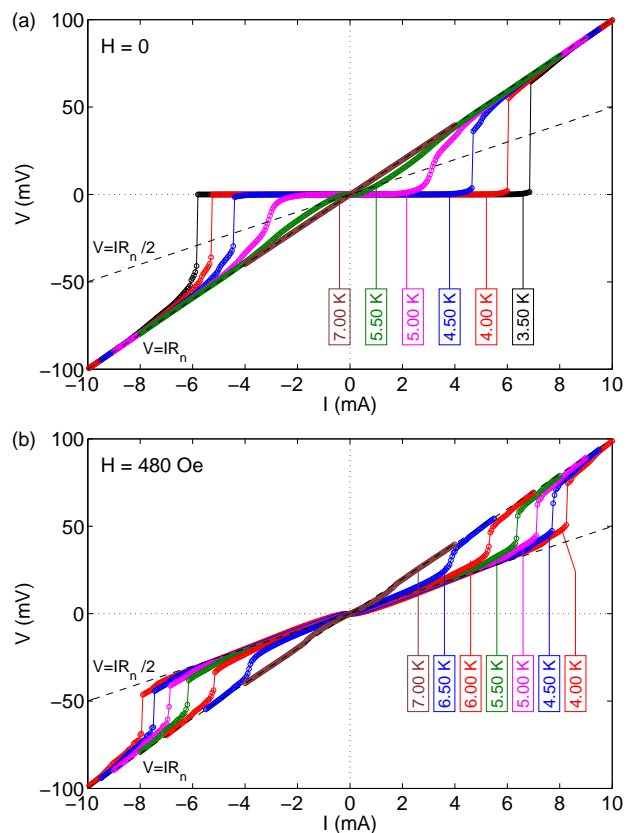 (a)
H = 0
100
50
0
−50
−100
V (mV)
V=IRn /2
V=IRn
7.00 K
5.50 K
5.00 K
4.50 K
4.00 K
3.50 K
−10 −8 −6 −4 −2 0 2 4 6 8 10
I (mA)
(b)
H = 480 Oe
100
50
0
−50
−100
V (mV)
V=IRn /2
V=IRn
7.00 K
6.50 K
6.00 K
5.50 K
5.00 K
4.50 K
4.00 K
−10 −8 −6 −4 −2 0 2 4 6 8 10
I (mA)